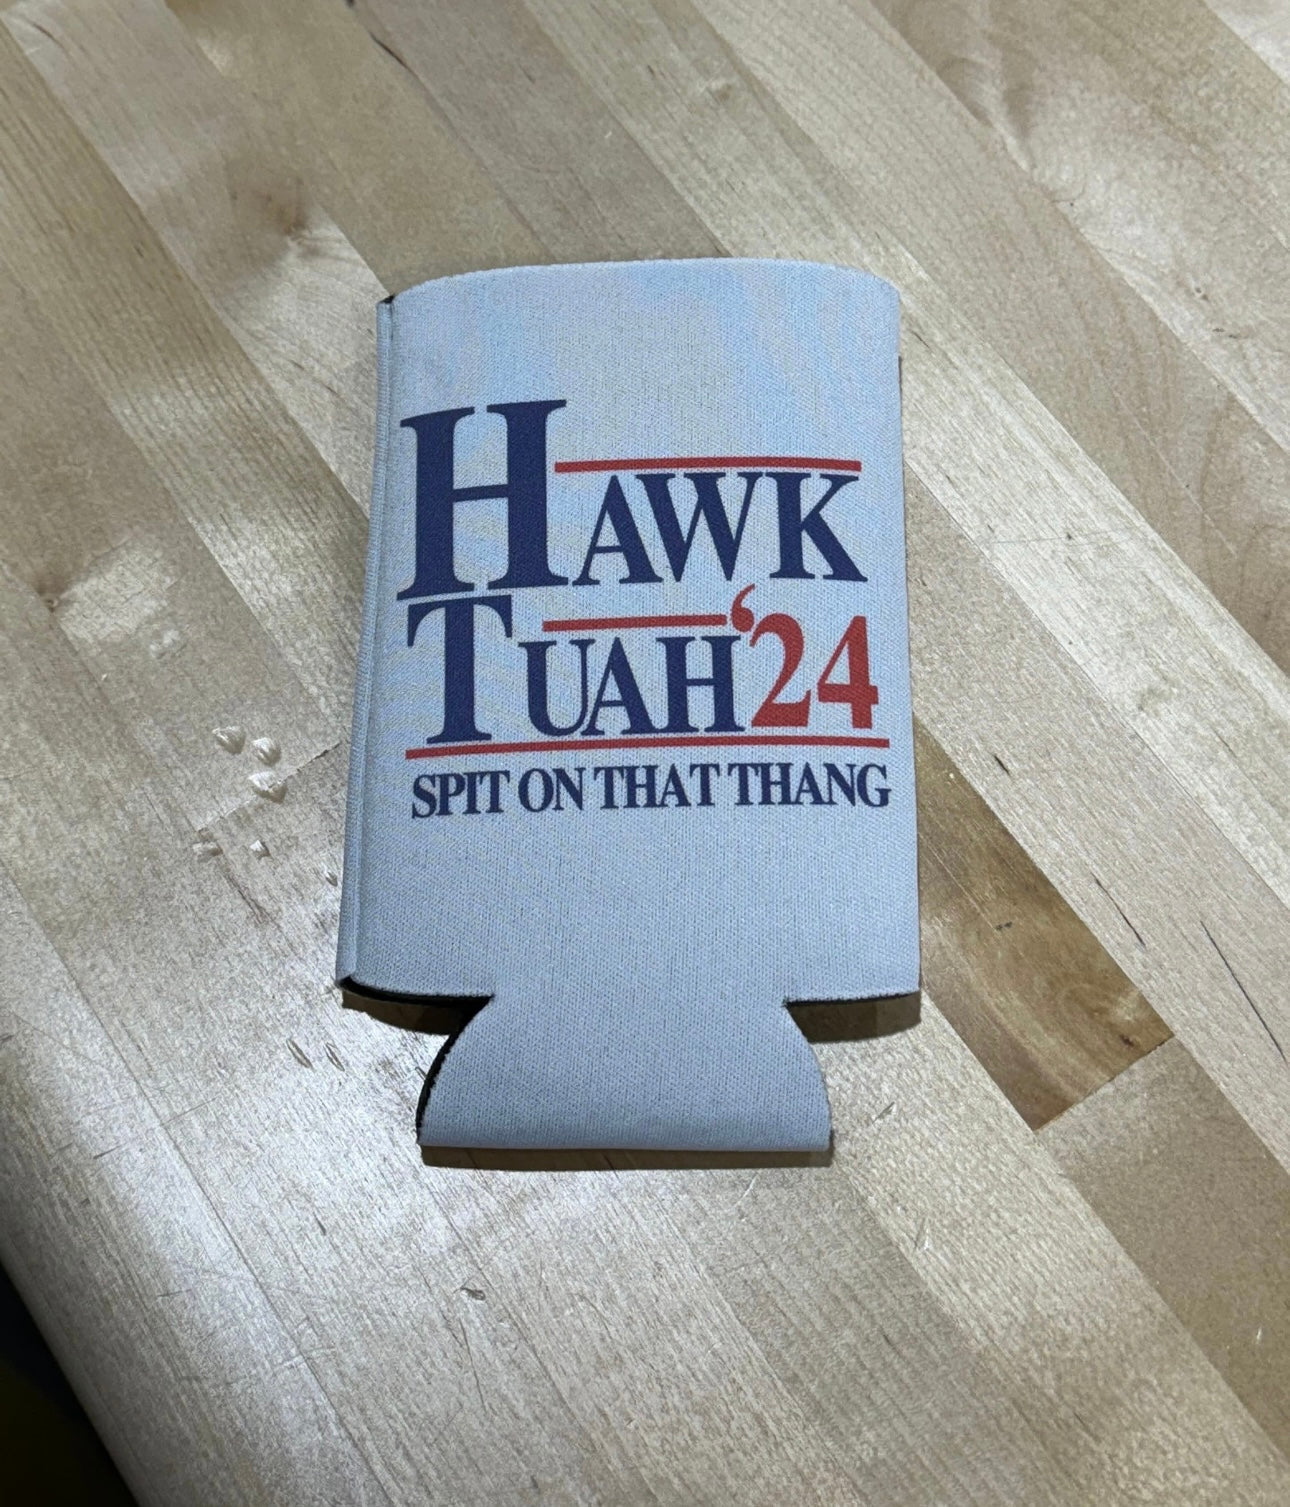 HAWK
TUAH‘24
SPIT ON THAT THANG